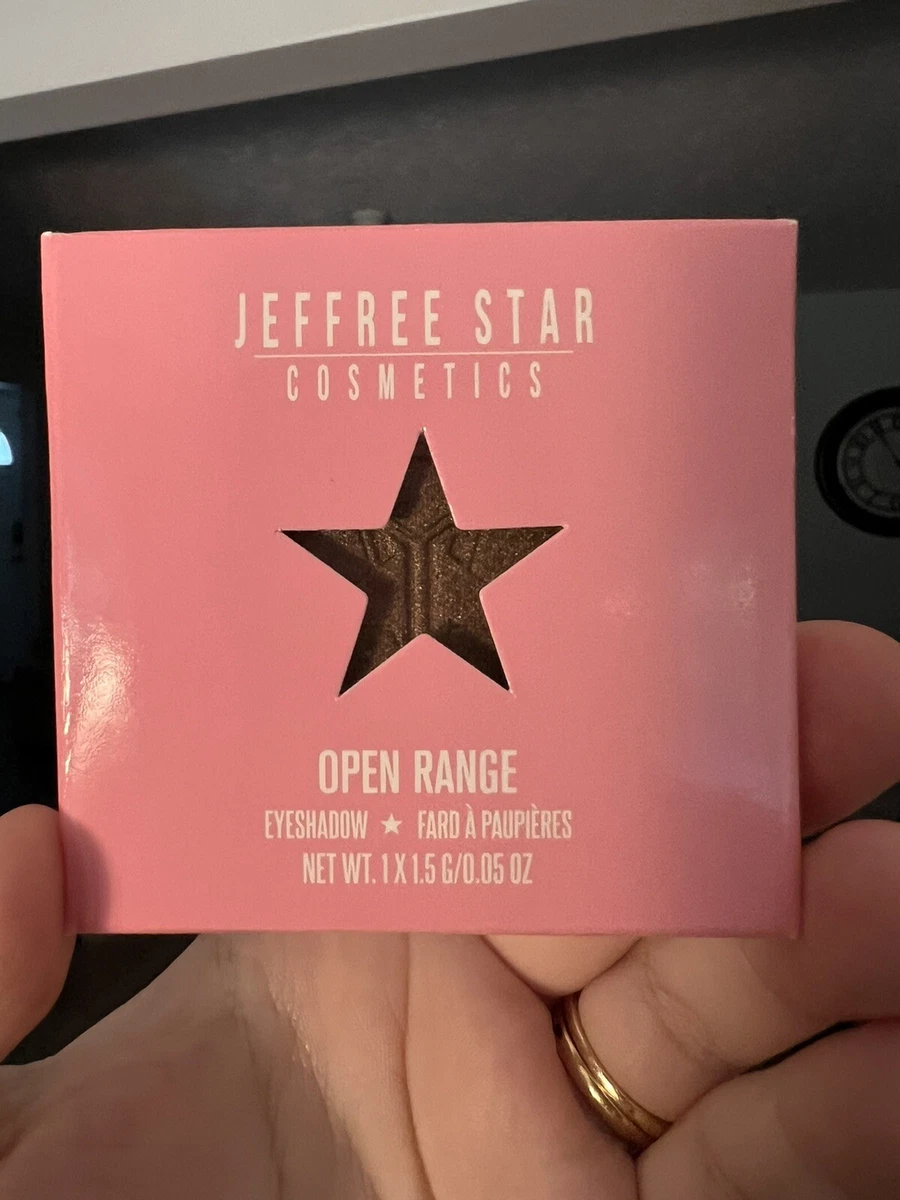 JEFFREE STAR
COSMETICS
OPEN RANGE
EYESHADOW ★ FARD À PAUPIÈRES
NET WT. 1 X 1.5 G/0.05 OZ